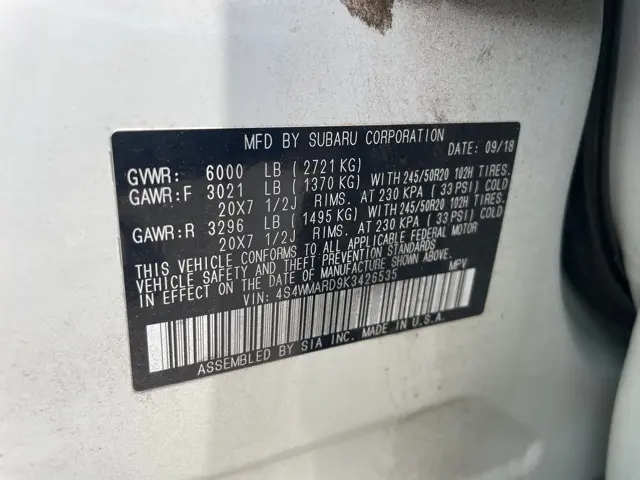 MFD BY SUBARU CORPORATION DATE: 09/18
GVWR: 6000 LB (2721 KG)
GAWR:F 3021 LB (1370 KG) WITH 245/50R20 102H TIRES.
20X7 1/2J RIMS. AT 230 KPA (33 PSI) COLD
GAWR:R 3296 LB (1495 KG) WITH 245/50R20 102H TIRES.
20X7 1/2J RIMS. AT 230 KPA (33 PSI) COLD
THIS VEHICLE CONFORMS TO ALL APPLICABLE FEDERAL MOTOR
VEHICLE SAFETY AND THEFT PREVENTION STANDARDS
IN EFFECT ON THE DATE OF MANUFACTURE SHOWN ABOVE.
VIN: 4S4WMARD9K3426535 MPV
ASSEMBLED BY SIA INC. MADE IN U.S.A.